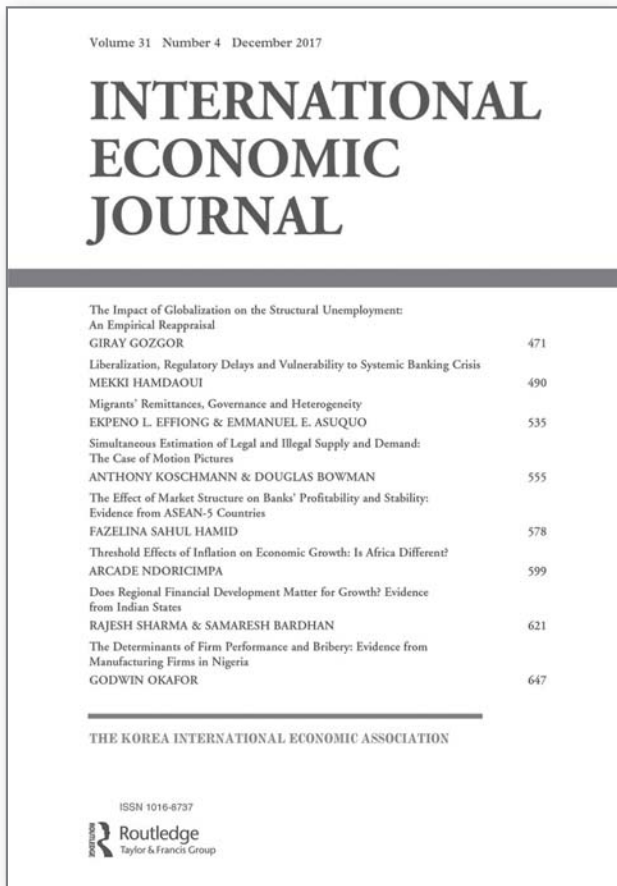 Volume 31 Number 4 December 2017
INTERNATIONAL
ECONOMIC
JOURNAL
The Impact of Globalization on the Structural Unemployment:
An Empirical Reappraisal
GIRAY GOZGOR 471
Liberalization, Regulatory Delays and Vulnerability to Systemic Banking Crisis
MEKKI HAMDAOUI 490
Migrants' Remittances, Governance and Heterogeneity
EKPENO L. EFFIONG & EMMANUEL E. ASUQUO 535
Simultaneous Estimation of Legal and Illegal Supply and Demand:
The Case of Motion Pictures
ANTHONY KOSCHMANN & DOUGLAS BOWMAN 555
The Effect of Market Structure on Banks' Profitability and Stability:
Evidence from ASEAN-5 Countries
FAZELINA SAHUL HAMID 578
Threshold Effects of Inflation on Economic Growth: Is Africa Different?
ARCADE NDORICIMPA 599
Does Regional Financial Development Matter for Growth? Evidence
from Indian States
RAJESH SHARMA & SAMARESH BARDHAN 621
The Determinants of Firm Performance and Bribery: Evidence from
Manufacturing Firms in Nigeria
GODWIN OKAFOR 647
THE KOREA INTERNATIONAL ECONOMIC ASSOCIATION
ISSN 1016-8737
ROUTLEDGE
Routledge
Taylor & Francis Group